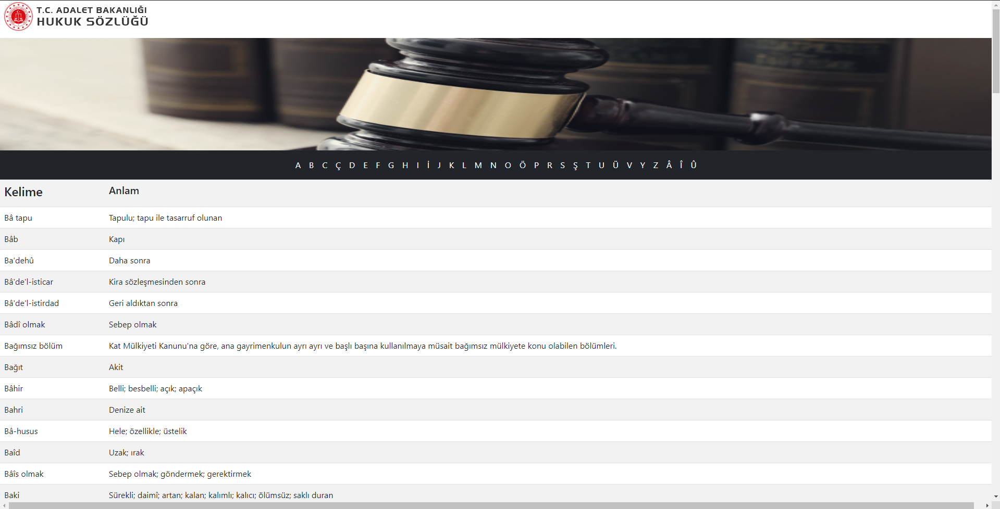 T.C. ADALET BAKANLIĞI
HUKUK SÖZLÜĞÜ
A B C Ç D E F G H I İ J K L M N O Ö P R S Ş T U Ü V Y Z Â Î Û
Kelime Anlam
Bâ tapu Tapulu; tapu ile tasarruf olunan
Bâb Kapı
Ba'dehû Daha sonra
Bâ'de'l-isticar Kira sözleşmesinden sonra
Bâ'de'l-istirdad Geri aldıktan sonra
Bâdî olmak Sebep olmak
Bağımsız bölüm Kat Mülkiyeti Kanunu'na göre, ana gayrimenkulun ayrı ayrı ve başlı başına kullanılmaya müsait bağımsız mülkiyete konu olabilen bölümleri.
Bağıt Akit
Bâhir Belli; besbelli; açık; apaçık
Bahri Denize ait
Bâ-husus Hele; özellikle; üstelik
Baîd Uzak; ırak
Bâîs olmak Sebep olmak; göndermek; gerektirmek
Baki Sürekli; daimî; artan; kalan; kalımlı; kalıcı; ölümsüz; saklı duran